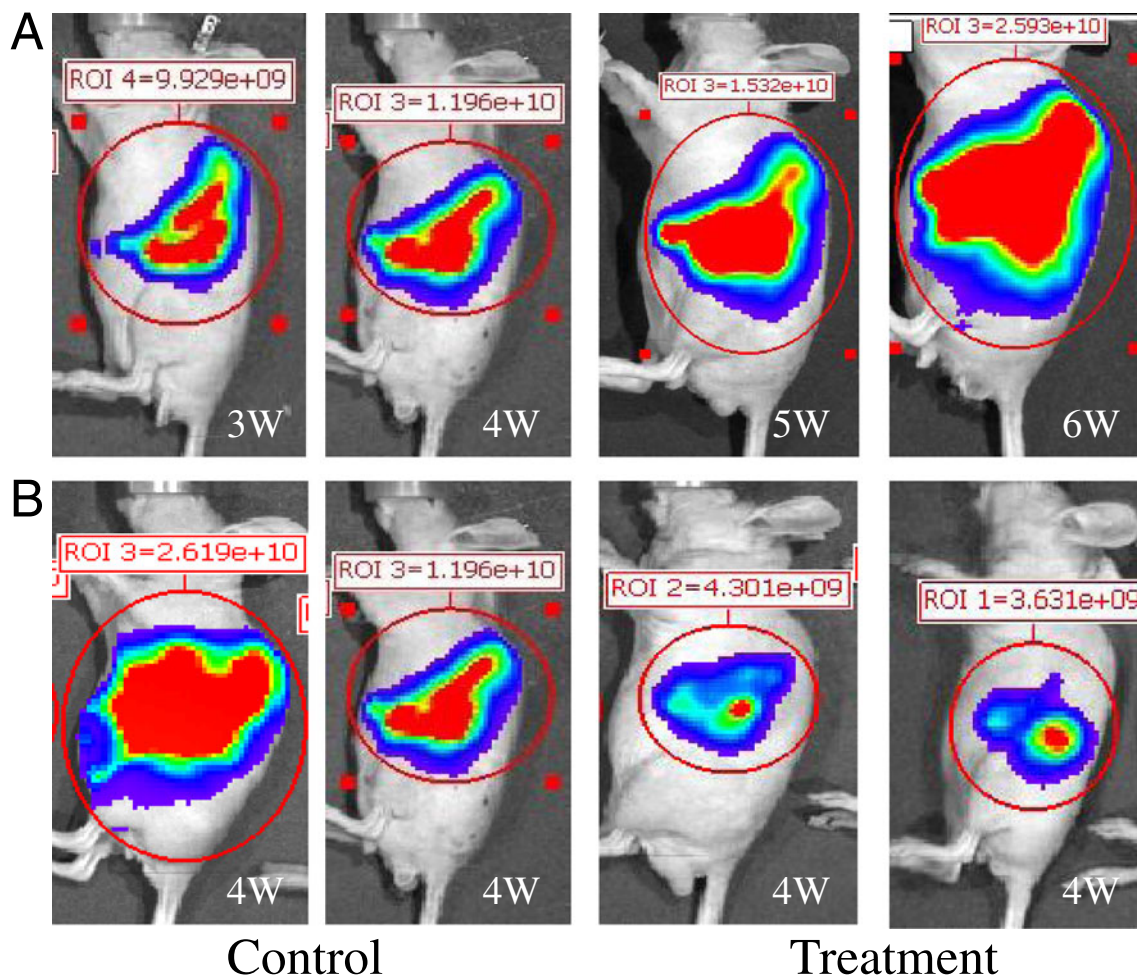 A
ROI 4=9.929e+09
3W
ROI 3=1.196e+10
4W
ROI 3=1.532e+10
5W
ROI 3=2.593e+10
6W
B
ROI 3=2.619e+10
4W
ROI 3=1.196e+10
4W
ROI 2=4.301e+09
4W
ROI 1=3.631e+09
4W
Control
Treatment